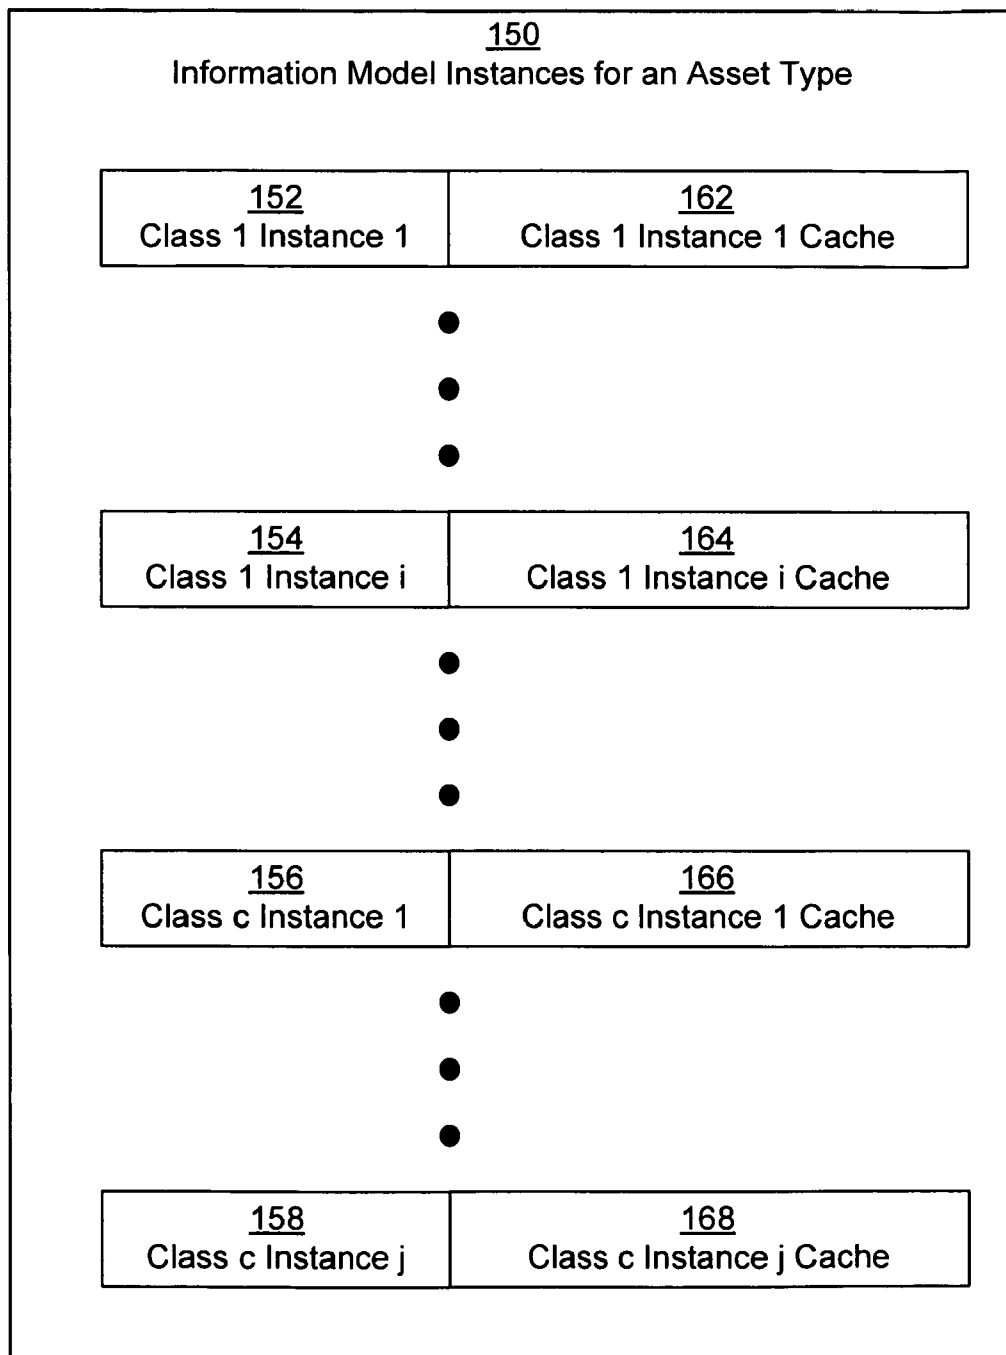 150
Information Model Instances for an Asset Type
152
Class 1 Instance 1
162
Class 1 Instance 1 Cache
154
Class 1 Instance i
164
Class 1 Instance i Cache
156
Class c Instance 1
166
Class c Instance 1 Cache
158
Class c Instance j
168
Class c Instance j Cache